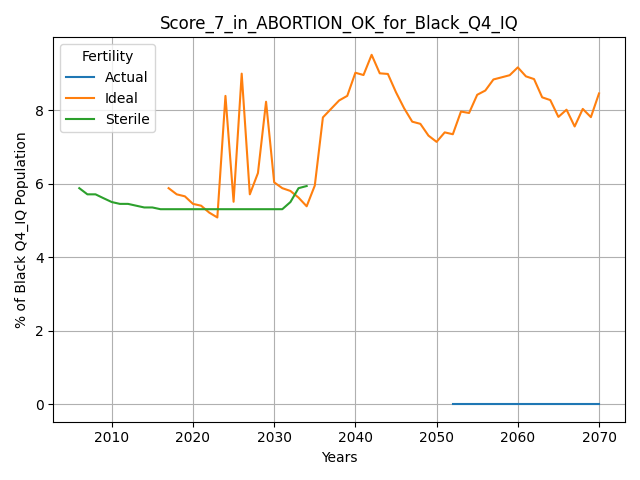 Score_7_in_ABORTION_OK_for_Black_Q4_IQ
Fertility
Actual
Ideal
Sterile
% of Black Q4_IQ Population
8
6
4
2
0
2010 2020 2030 2040 2050 2060 2070
Years